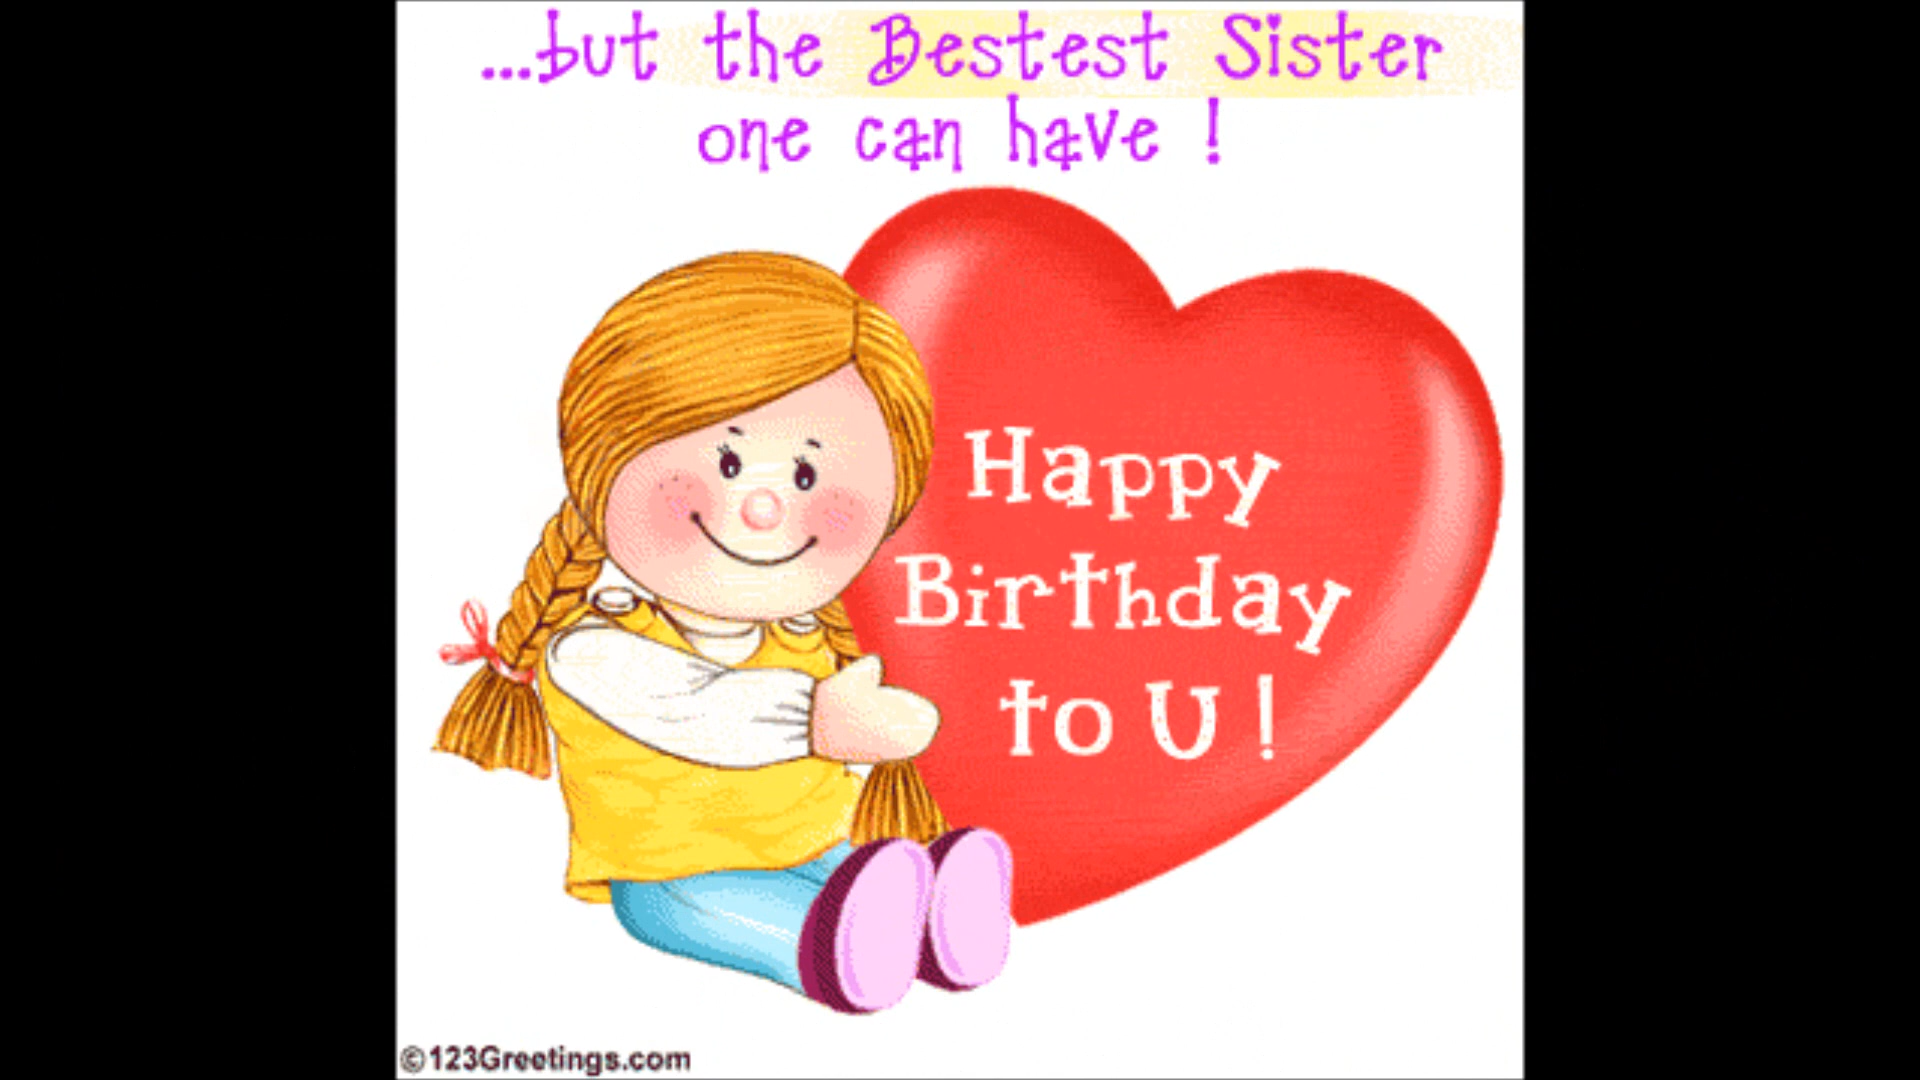 ...but the Bestest Sister
one can have !
Happy
Birthday
to U !
©123Greetings.com